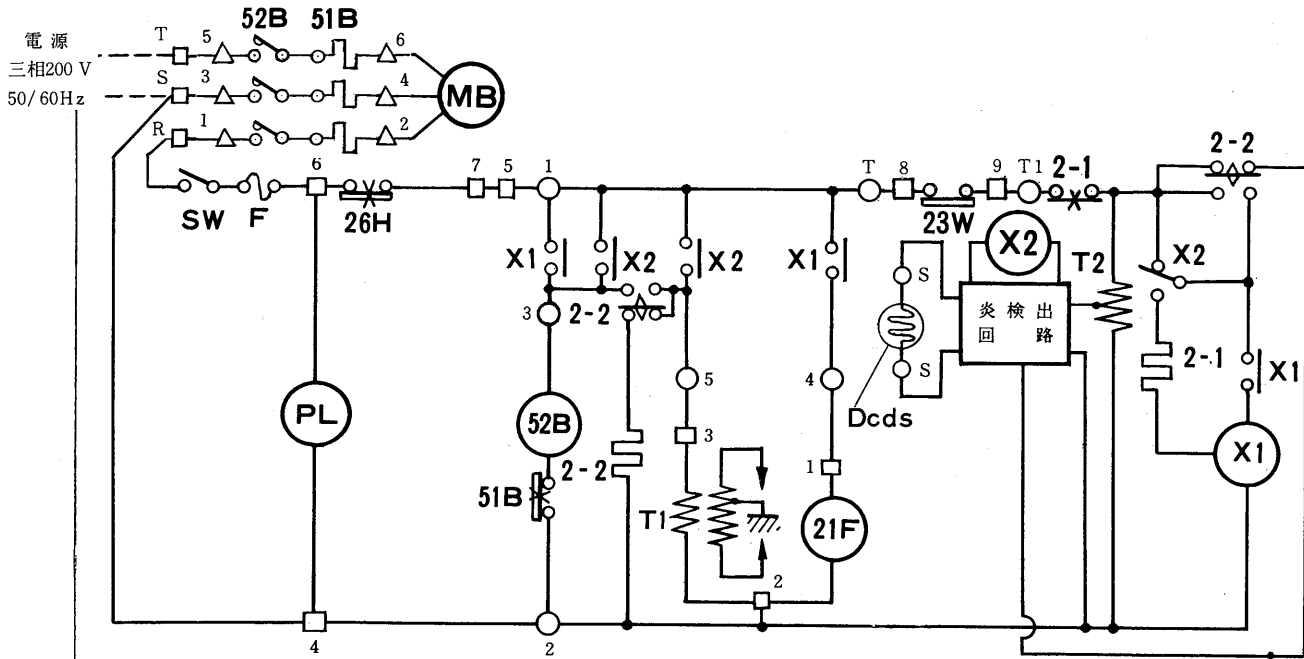 52B 51B
電源
三相200 V
50/60Hz
T 5 6
S 3 4
MB
R 1 2
SW F 6 26H 7 5 1
T 8 23W 9 T1 2-1
2-2
X1 X2 X2 X1
3 2-2
S
X2
T2
X2
炎検出
回路
S
Dcds
2-1 X1
PL
52B
2-2
5 4
3 1
51B
T1
21F
X1
4 2 2